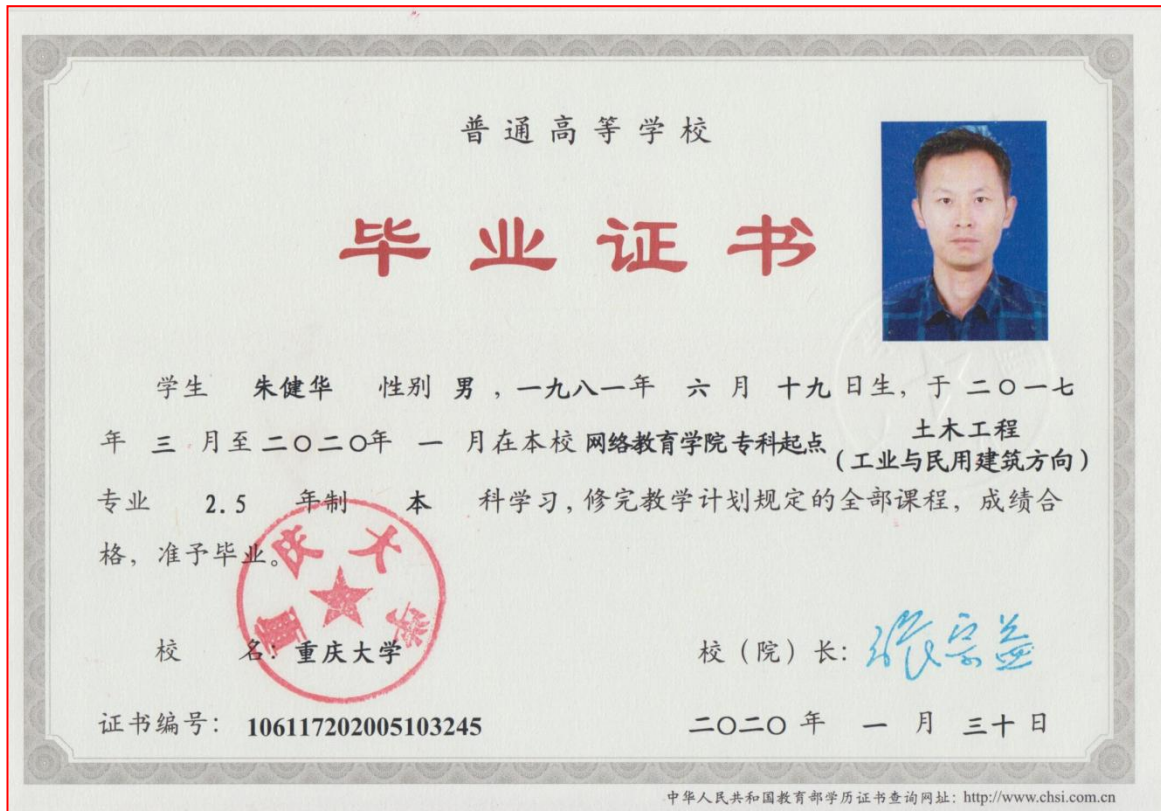 普通高等学校
毕业证书
学生 朱健华 性别 男，一九八一年 六 月 十九 日生，于 二〇一七
年 三 月至 二〇二〇年 一 月在本校 网络教育学院 专科起点 土木工程
（工业与民用建筑方向）
专业 2.5 年制 本 科学习，修完教学计划规定的全部课程，成绩合
格，准予毕业。
重庆大学
校 名：重庆大学 校（院）长：张宗益
证书编号：106117202005103245 二〇二〇 年 一 月 三十 日
中华人民共和国教育部学历证书查询网址：http://www.chsi.com.cn